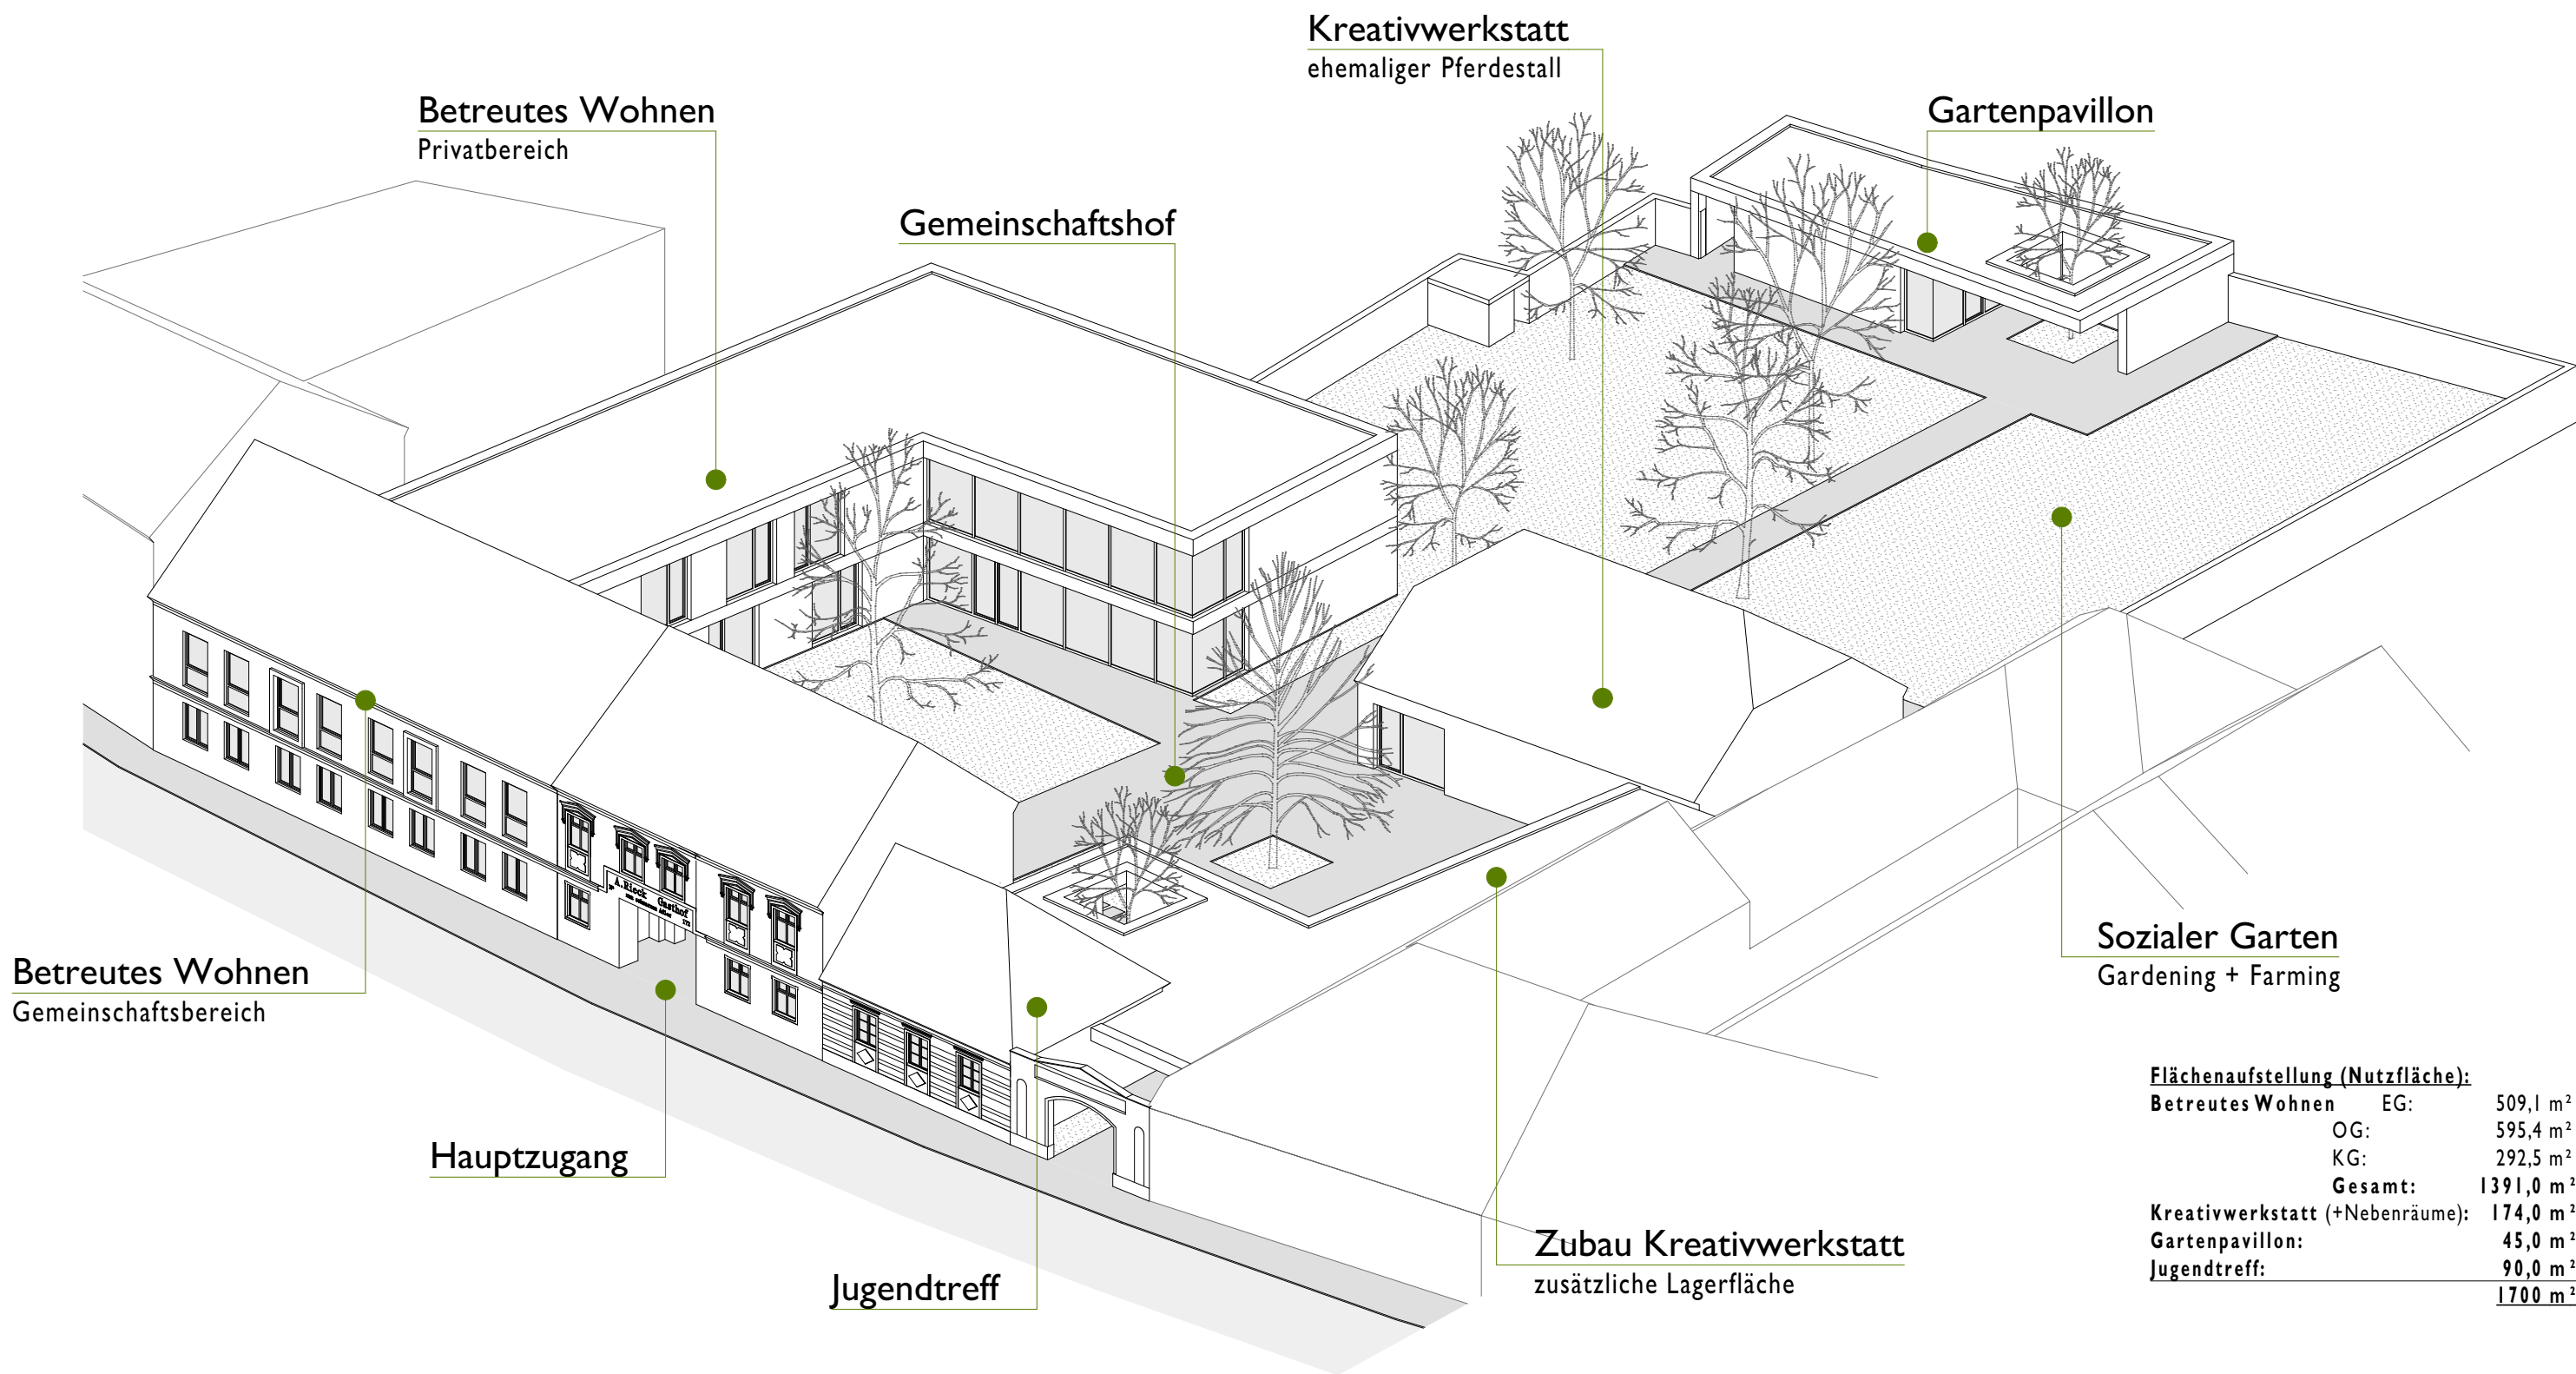 Kreativwerkstatt
ehemaliger Pferdestall
Betreutes Wohnen
Privatbereich
Gartenpavillon
Gemeinschaftshof
A.Rieck
Gasthof
Betreutes Wohnen
Gemeinschaftsbereich
Sozialer Garten
Gardening + Farming
Hauptzugang
Jugendtreff
Zubau Kreativwerkstatt
zusätzliche Lagerfläche
Flächenaufstellung (Nutzfläche):
Betreutes Wohnen EG: 509,1 m²
OG: 595,4 m²
KG: 292,5 m²
Gesamt: 1391,0 m²
Kreativwerkstatt (+Nebenräume): 174,0 m²
Gartenpavillon: 45,0 m²
Jugendtreff: 90,0 m²
1700 m²